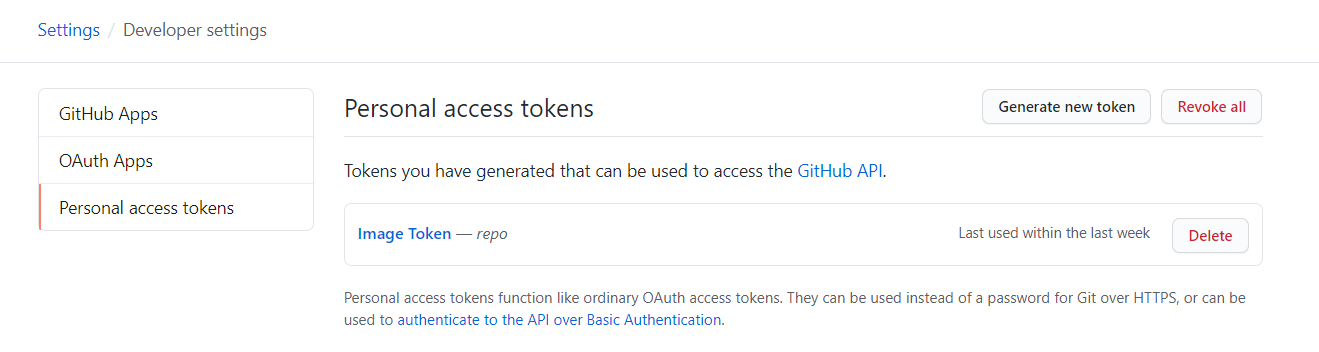 Settings / Developer settings
GitHub Apps
OAuth Apps
Personal access tokens
Personal access tokens
Generate new token
Revoke all
Tokens you have generated that can be used to access the GitHub API.
Image Token — repo
Last used within the last week
Delete
Personal access tokens function like ordinary OAuth access tokens. They can be used instead of a password for Git over HTTPS, or can be
used to authenticate to the API over Basic Authentication.